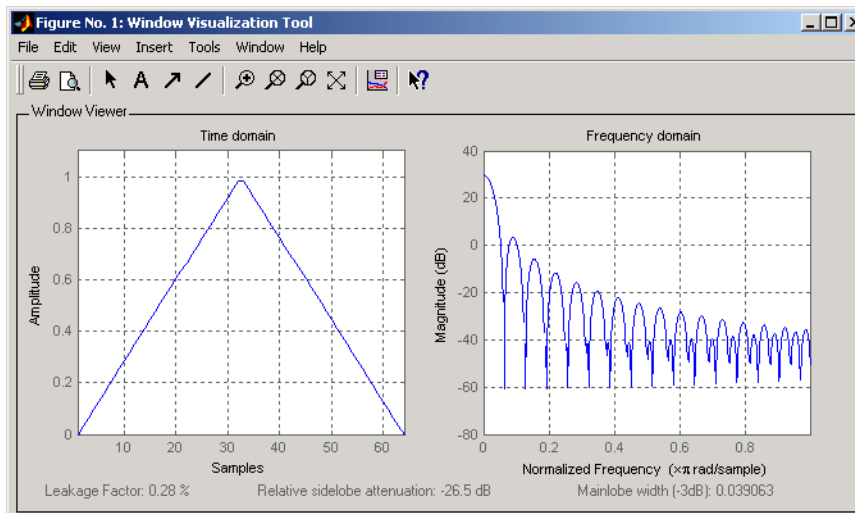 Figure No. 1: Window Visualization Tool
File Edit View Insert Tools Window Help
A
Window Viewer
Time domain
Frequency domain
1
0.8
0.6
0.4
0.2
0
Amplitude
10 20 30 40 50 60
Samples
40
20
0
-20
-40
-60
-80
Magnitude (dB)
0 0.2 0.4 0.6 0.8
Normalized Frequency (×π rad/sample)
Leakage Factor: 0.28 %
Relative sidelobe attenuation: -26.5 dB
Mainlobe width (-3dB): 0.039063